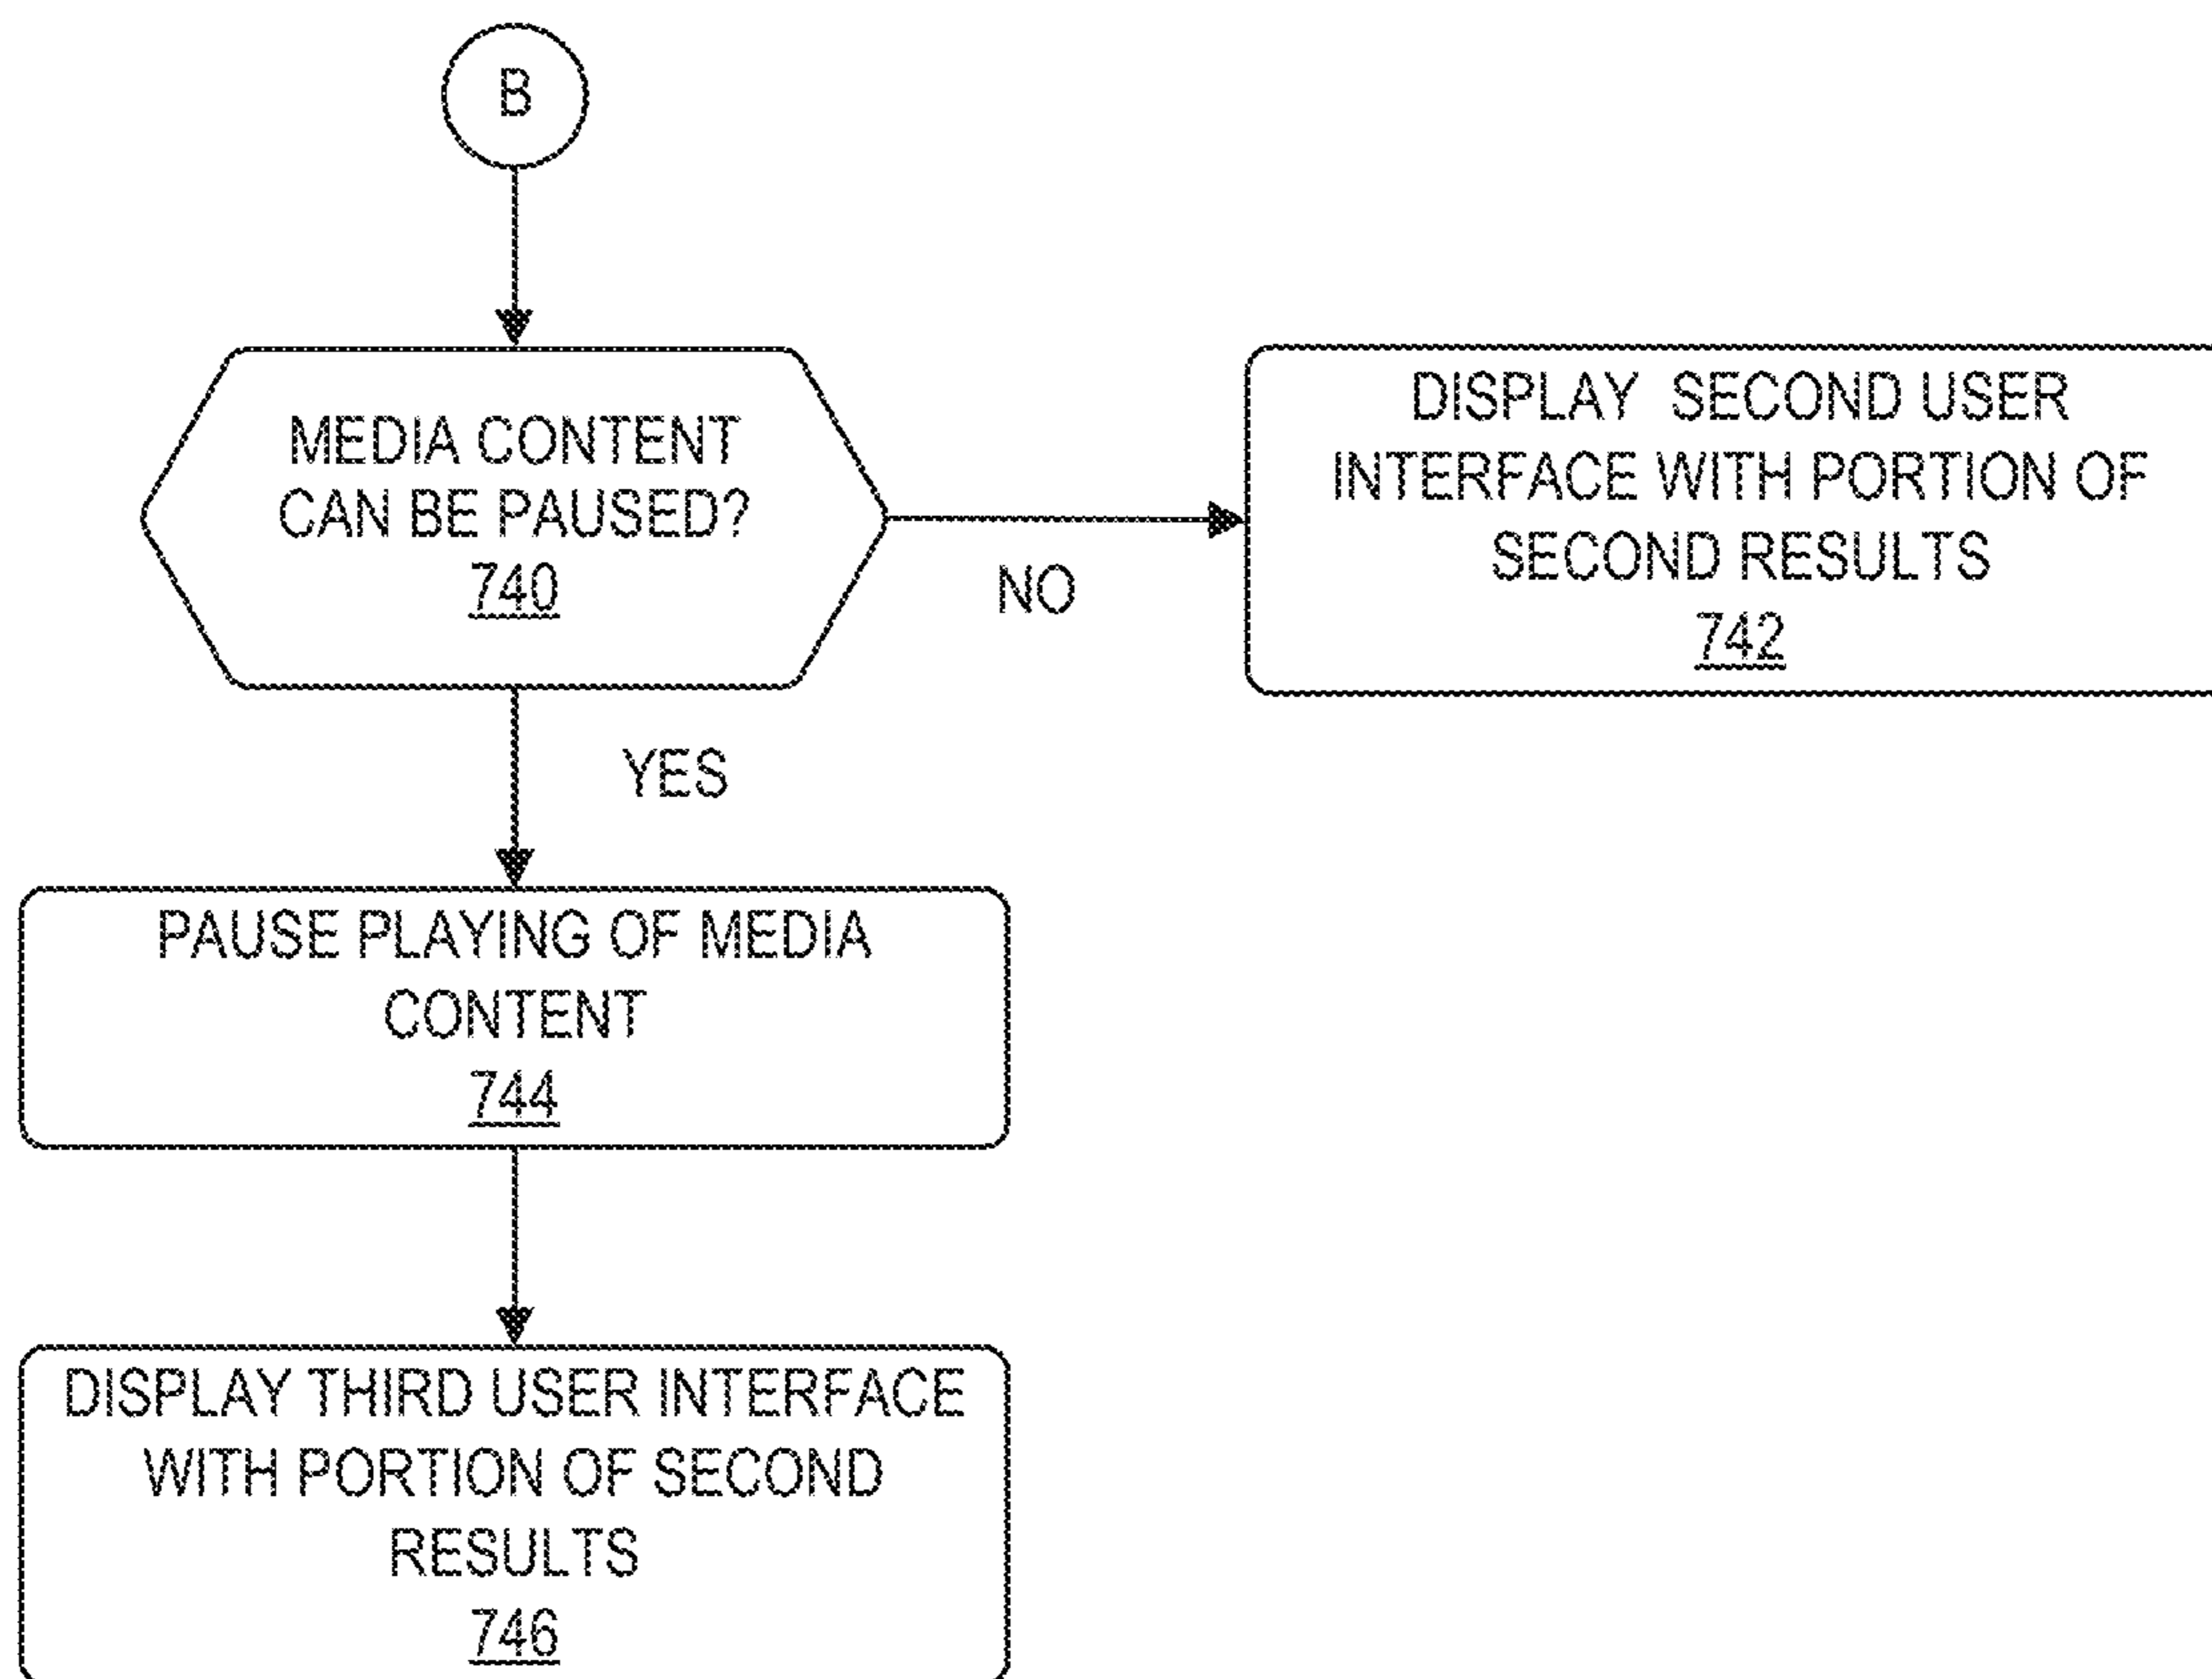 B
MEDIA CONTENT
CAN BE PAUSED?
740
NO
DISPLAY SECOND USER
INTERFACE WITH PORTION OF
SECOND RESULTS
742
YES
PAUSE PLAYING OF MEDIA
CONTENT
744
DISPLAY THIRD USER INTERFACE
WITH PORTION OF SECOND
RESULTS
746